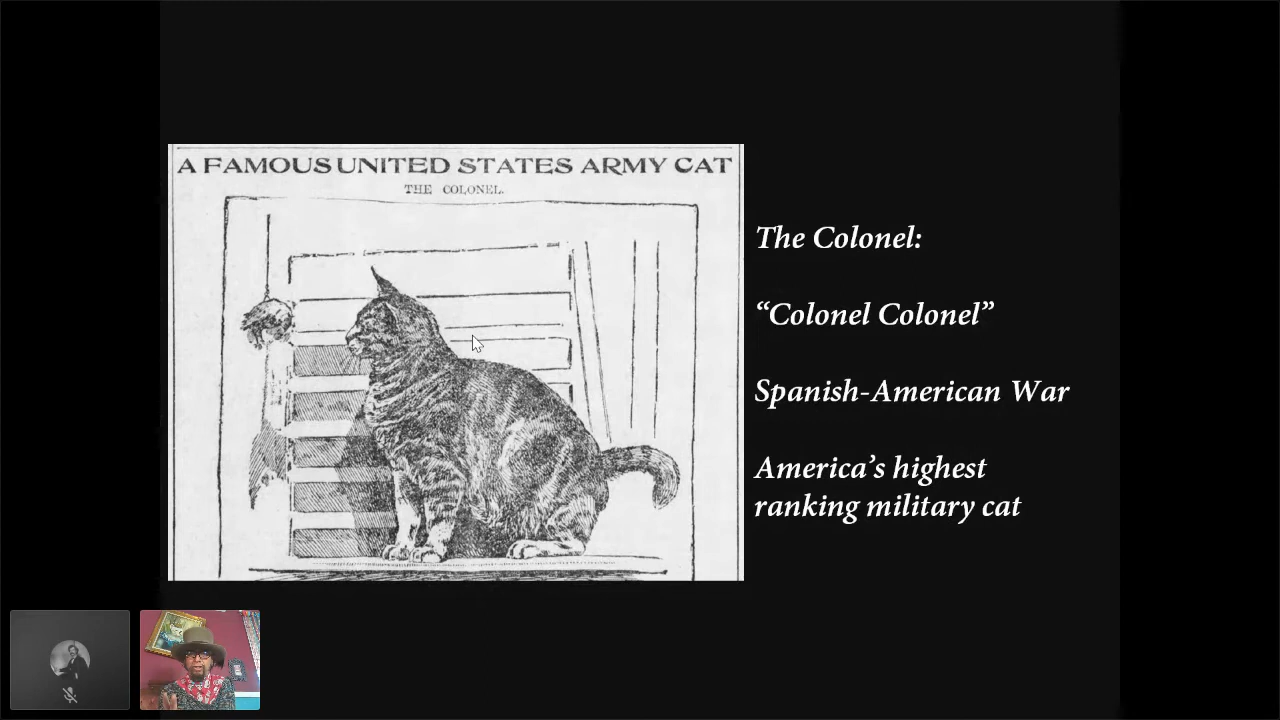 A FAMOUS UNITED STATES ARMY CAT
THE COLONEL.
The Colonel:
“Colonel Colonel”
Spanish-American War
America’s highest
ranking military cat